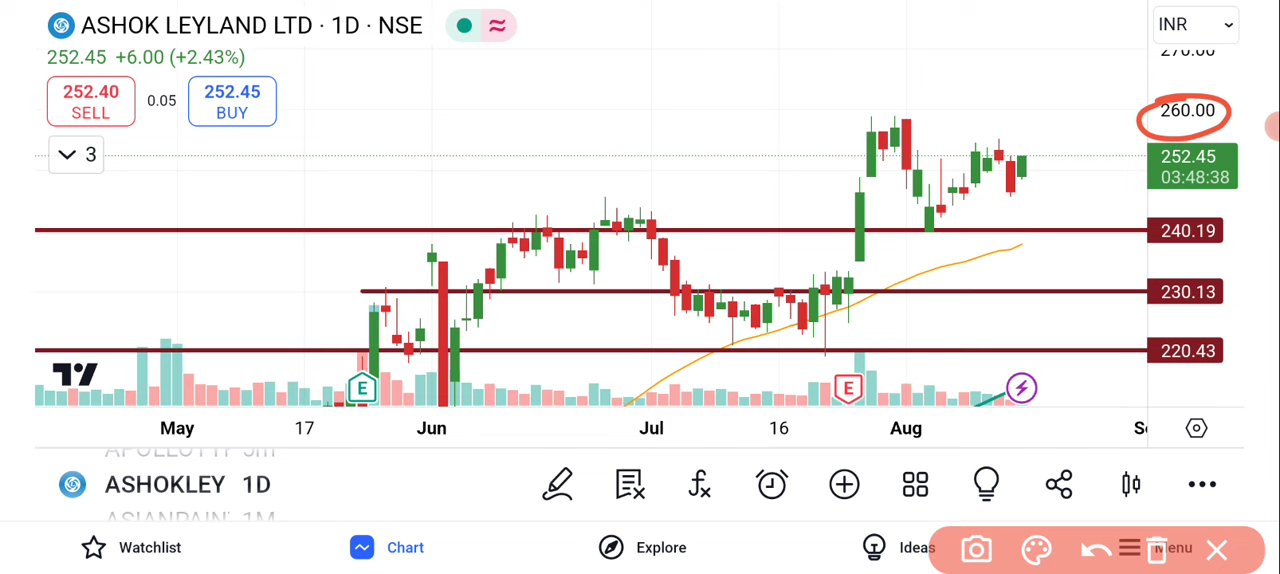 ASHOK LEYLAND LTD · 1D · NSE
INR
252.45 +6.00 (+2.43%)
270.00
252.40
SELL
0.05
252.45
BUY
260.00
3
252.45
03:48:38
240.19
230.13
220.43
E
E
May 17 Jun Jul 16 Aug
ASHOKLEY 1D
Watchlist
Chart
Explore
Ideas
Menu